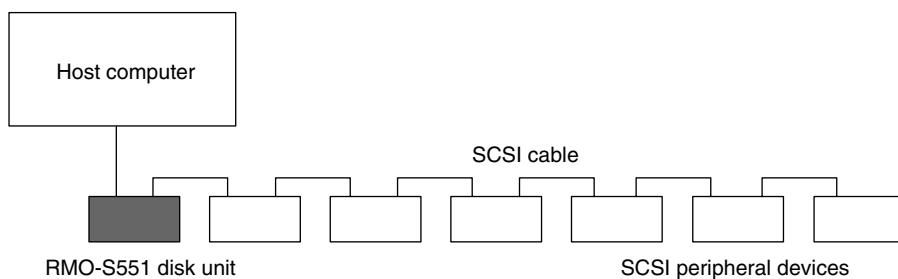 Host computer
SCSI cable
RMO-S551 disk unit
SCSI peripheral devices